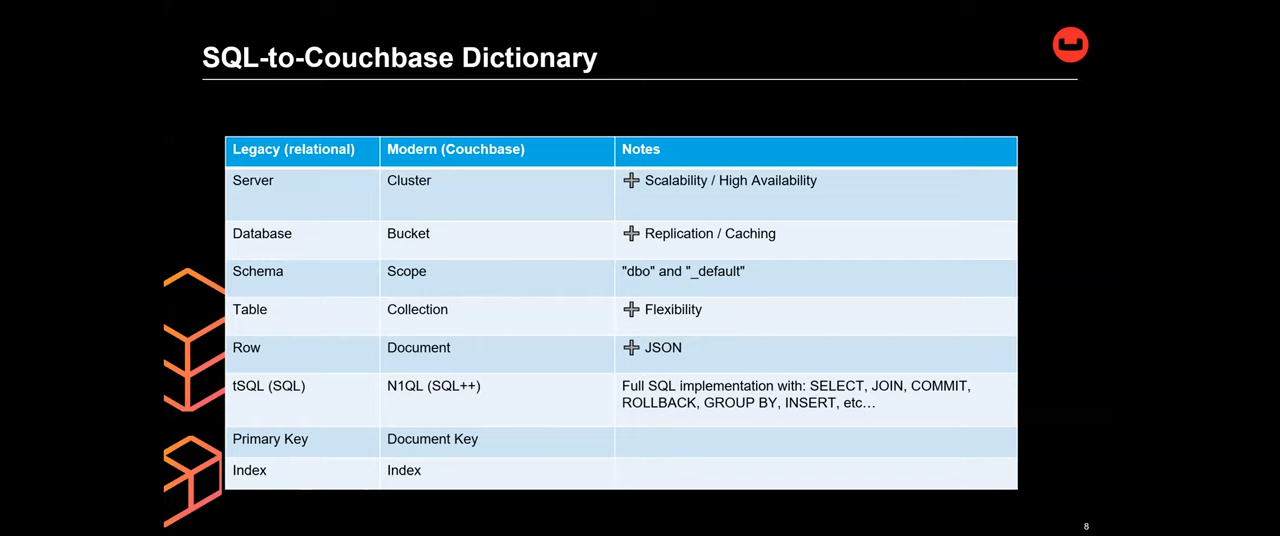 SQL-to-Couchbase Dictionary
Legacy (relational) Modern (Couchbase) Notes
Server Cluster ➕ Scalability / High Availability
Database Bucket ➕ Replication / Caching
Schema Scope "dbo" and "_default"
Table Collection ➕ Flexibility
Row Document ➕ JSON
tSQL (SQL) N1QL (SQL++) Full SQL implementation with: SELECT, JOIN, COMMIT,
ROLLBACK, GROUP BY, INSERT, etc…
Primary Key Document Key
Index Index
8